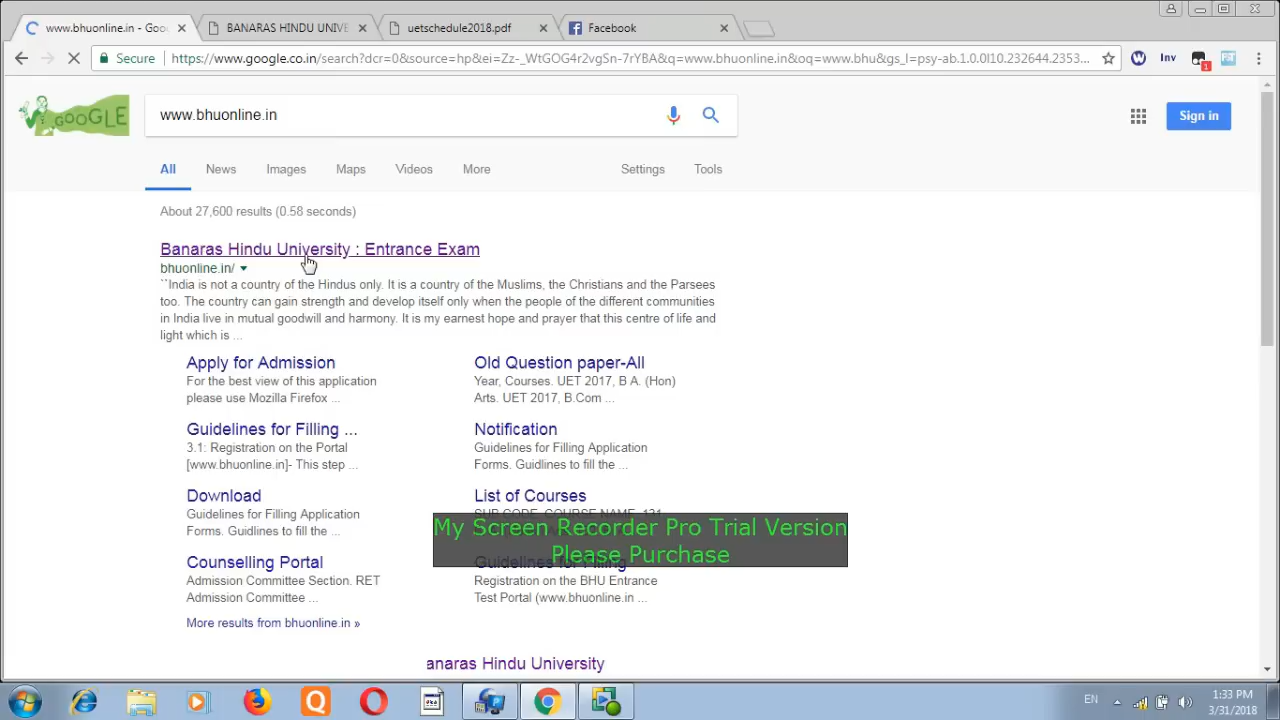 www.bhuonline.in - Goo
BANARAS HINDU UNIVE
uetschedule2018.pdf
Facebook
Secure
https://www.google.co.in/search?dcr=0&source=hp&ei=Zz-_WtGOG4r2vgSn-7rYBA&q=www.bhuonline.in&oq=www.bhu&gs_l=psy-ab.1.0.0l10.232644.2353...
Inv
1
GOOGLE
www.bhuonline.in
Sign in
All
News
Images
Maps
Videos
More
Settings
Tools
About 27,600 results (0.58 seconds)
Banaras Hindu University : Entrance Exam
bhuonline.in/
``India is not a country of the Hindus only. It is a country of the Muslims, the Christians and the Parsees
too. The country can gain strength and develop itself only when the people of the different communities
in India live in mutual goodwill and harmony. It is my earnest hope and prayer that this centre of life and
light which is ...
Apply for Admission
For the best view of this application
please use Mozilla Firefox ...
Old Question paper-All
Year, Courses. UET 2017, B A. (Hon)
Arts. UET 2017, B.Com ...
Guidelines for Filling ...
3.1: Registration on the Portal
[www.bhuonline.in]- This step ...
Notification
Guidelines for Filling Application
Forms. Guidlines to fill the ...
Download
Guidelines for Filling Application
Forms. Guidlines to fill the ...
List of Courses
SUB CODE, COURSE NAME. 131
My Screen Recorder Pro Trial Version
Please Purchase
Counselling Portal
Admission Committee Section. RET
Admission Committee ...
Guidelines for Filling
Registration on the BHU Entrance
Test Portal (www.bhuonline.in ...
More results from bhuonline.in »
anaras Hindu University
EN
1:33 PM
3/31/2018